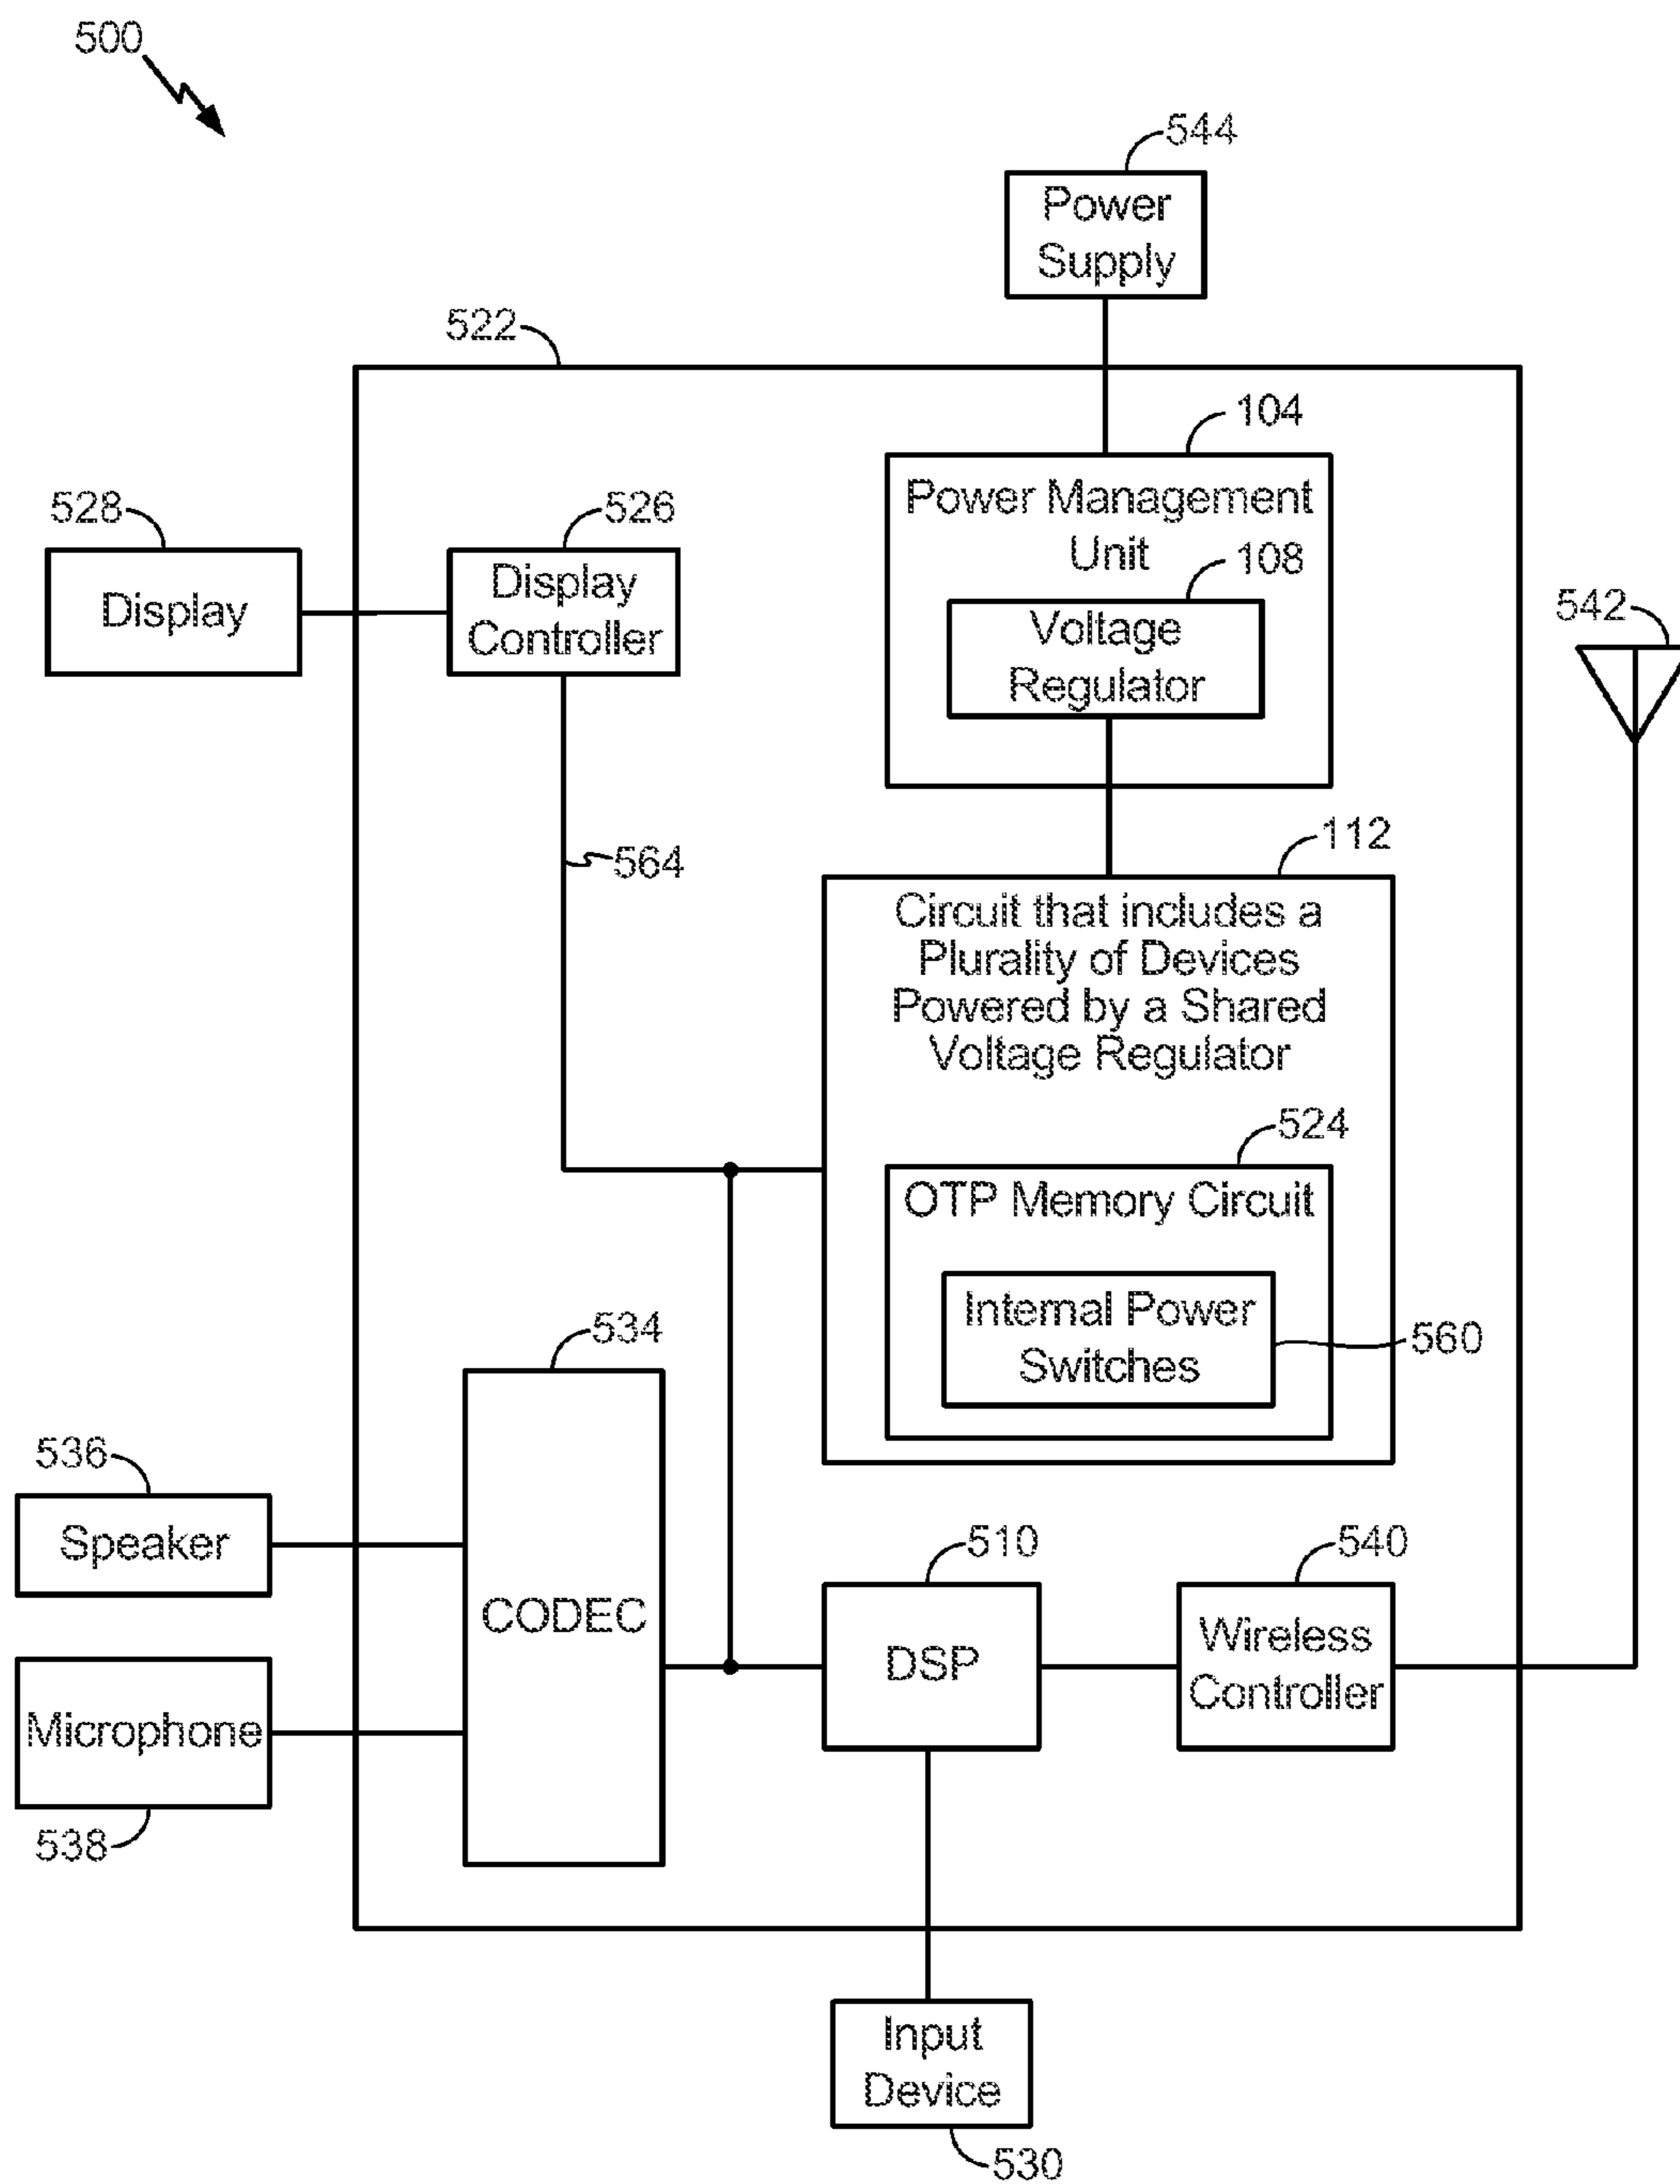 500
544
Power
Supply
522
104
Power Management
Unit
108
Voltage
Regulator
528
Display
526
Display
Controller
542
564
112
Circuit that includes a
Plurality of Devices
Powered by a Shared
Voltage Regulator
524
OTP Memory Circuit
Internal Power
Switches
560
534
CODEC
536
Speaker
Microphone
538
510
DSP
540
Wireless
Controller
Input
Device
530